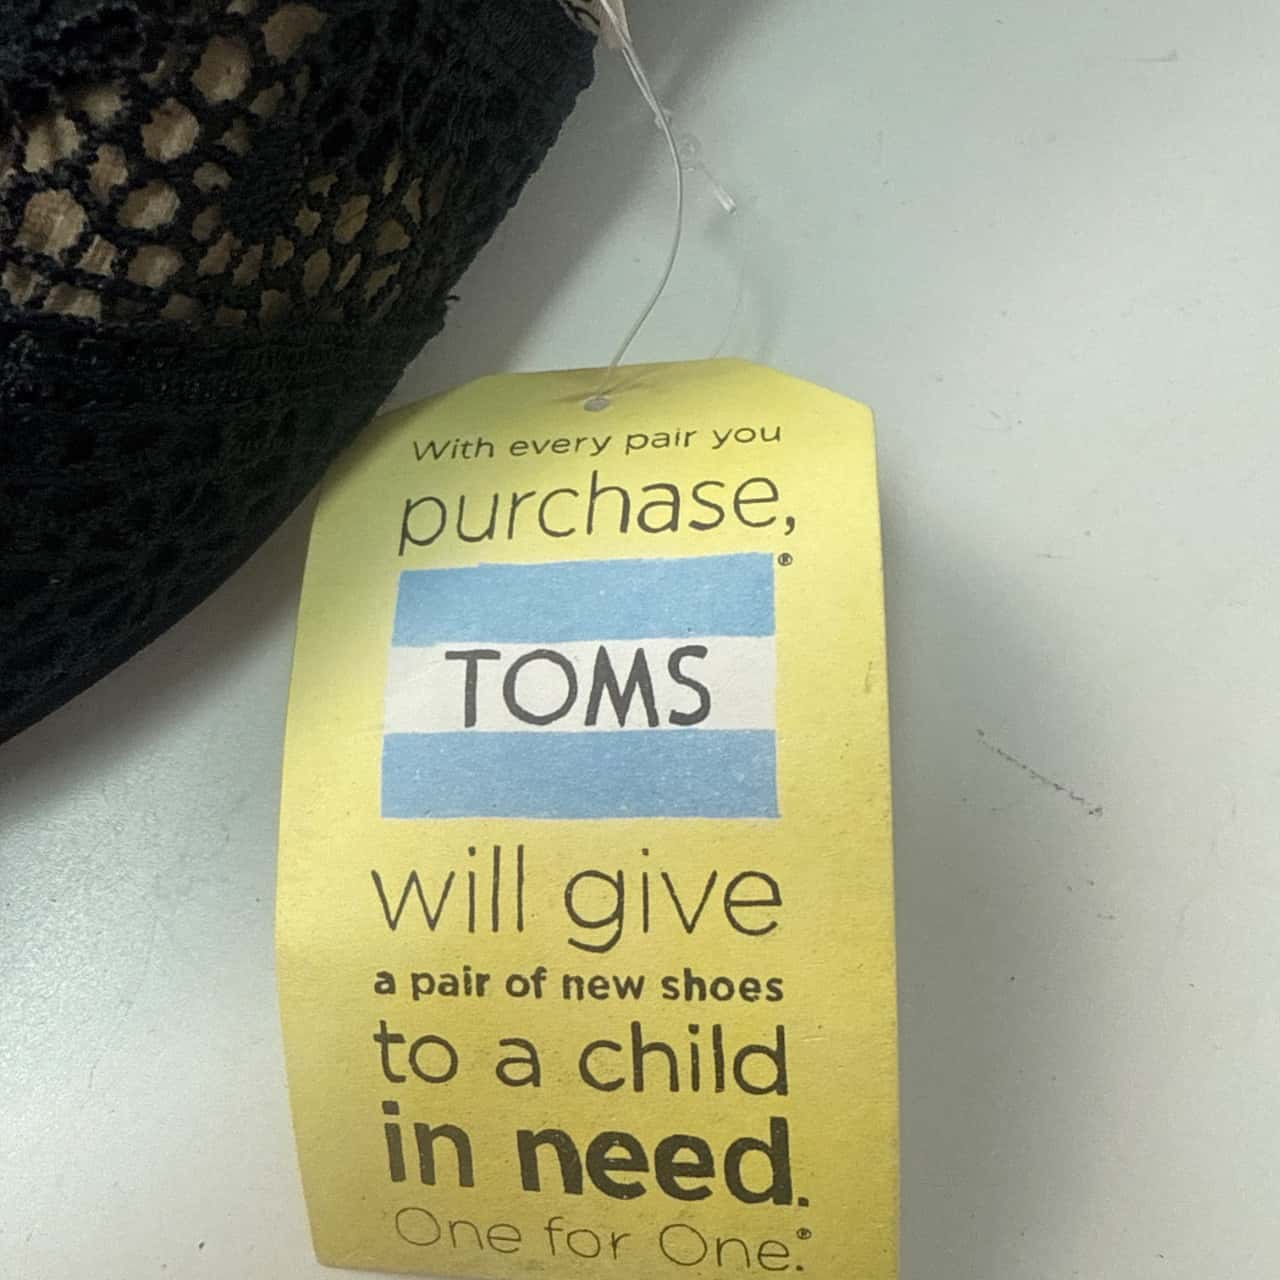 With every pair you
purchase,
®
TOMS
will give
a pair of new shoes
to a child
in need.
One for One.®